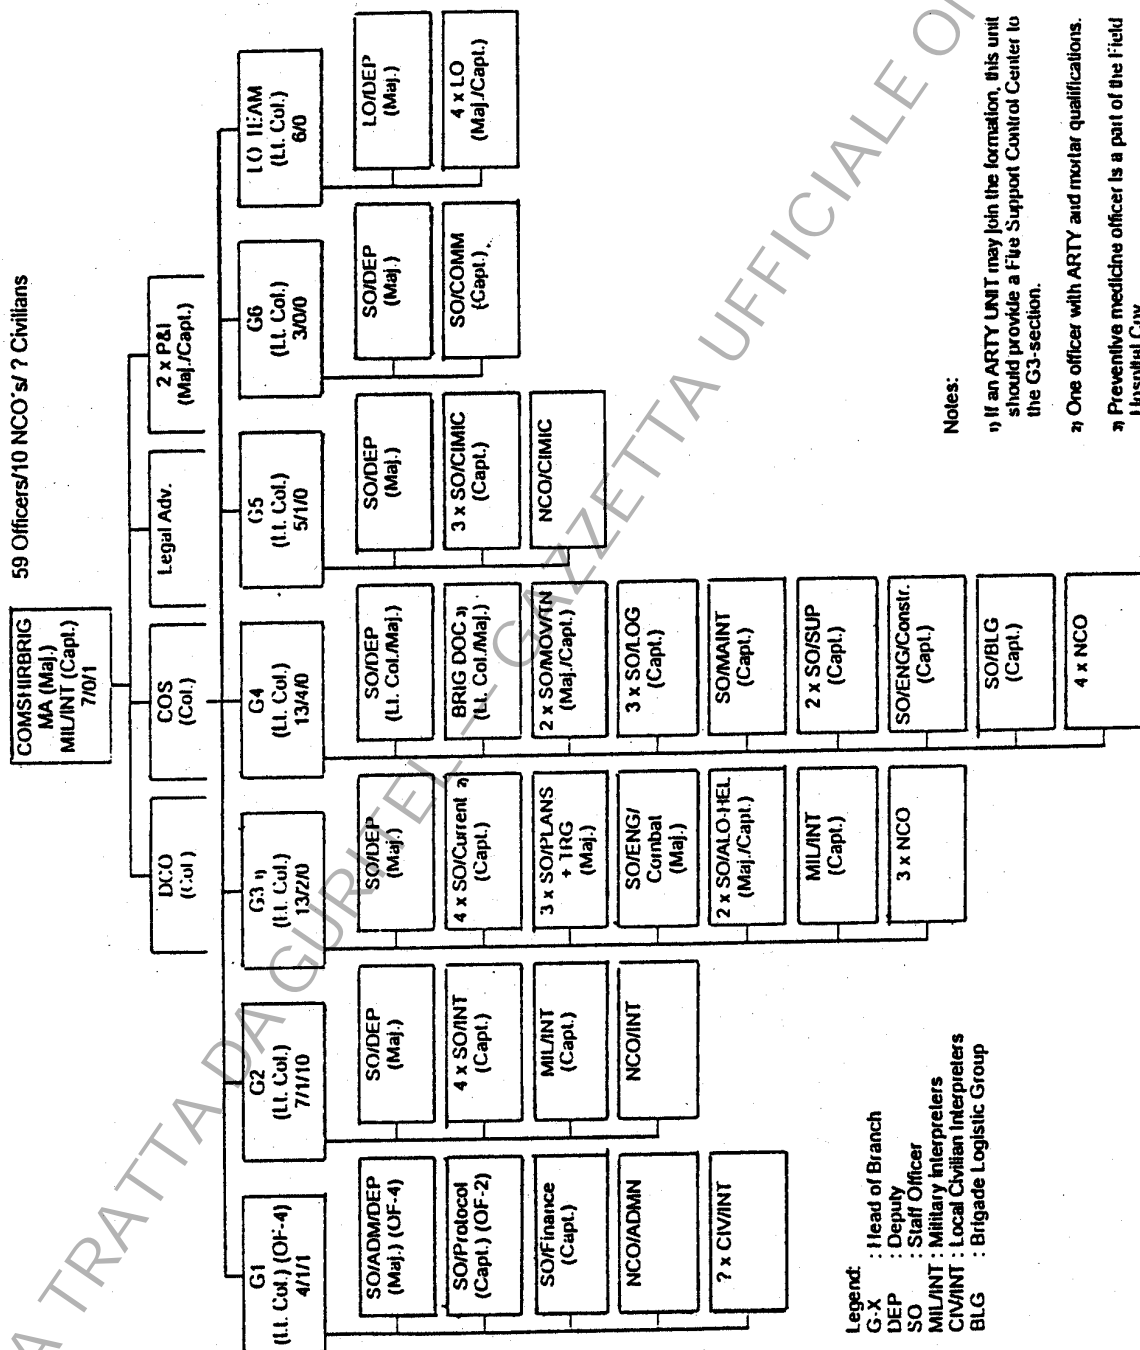 59 Officers/10 NCO's/ ? Civilians
COMSHIRBRIG
MA (Maj.)
MIL/INT (Capt.)
7/0/1
DCO
(Col.)
COS
(Col.)
Legal Adv.
2 x P&I
(Maj./Capt.)
G1
(Lt. Col.) (OF-4)
4/1/1
SO/ADM/DEP
(Maj.) (OF-4)
SO/Protocol
(Capt.) (OF-2)
SO/Finance
(Capt.)
NCO/ADMN
? x CIV/INT
G2
(Lt. Col.)
7/1/10
SO/DEP
(Maj.)
4 x SO/INT
(Capt.)
MIL/INT
(Capt.)
NCO/INT
G3 1)
(Lt. Col.)
13/2/0
SO/DEP
(Maj.)
4 x SO/Current 2)
(Capt.)
3 x SO/PLANS
+ TRG
(Maj.)
SO/ENG/
Combat
(Maj.)
2 x SO/ALO-HEL
(Maj./Capt.)
MIL/INT
(Capt.)
3 x NCO
G4
(Lt. Col.)
13/4/0
SO/DEP
(Lt. Col./Maj.)
BRIG DOC 3)
(Lt. Col./Maj.)
2 x SO/MOV/TN
(Maj./Capt.)
3 x SO/LOG
(Capt.)
SO/MAINT
(Capt.)
2 x SO/SUP
(Capt.)
SO/ENG/Constr.
(Capt.)
SO/BLG
(Capt.)
4 x NCO
G5
(Lt. Col.)
5/1/0
SO/DEP
(Maj.)
3 x SO/CIMIC
(Capt.)
NCO/CIMIC
G6
(Lt. Col.)
3/0/0
SO/DEP
(Maj.)
SO/COMM
(Capt.)
LO TEAM
(Lt. Col.)
6/0
LO/DEP
(Maj.)
4 x LO
(Maj./Capt.)
Legend:
G-X : Head of Branch
DEP : Deputy
SO : Staff Officer
MIL/INT : Military Interpreters
CIV/INT : Local Civilian Interpreters
BLG : Brigade Logistic Group
Notes:
1) If an ARTY UNIT may join the formation, this unit
should provide a Fire Support Control Center to
the G3-section.
2) One officer with ARTY and mortar qualifications.
3) Preventive medicine officer is a part of the Field
Hospital Coy
TRATTA DA GURITEL – GAZZETTA UFFICIALE